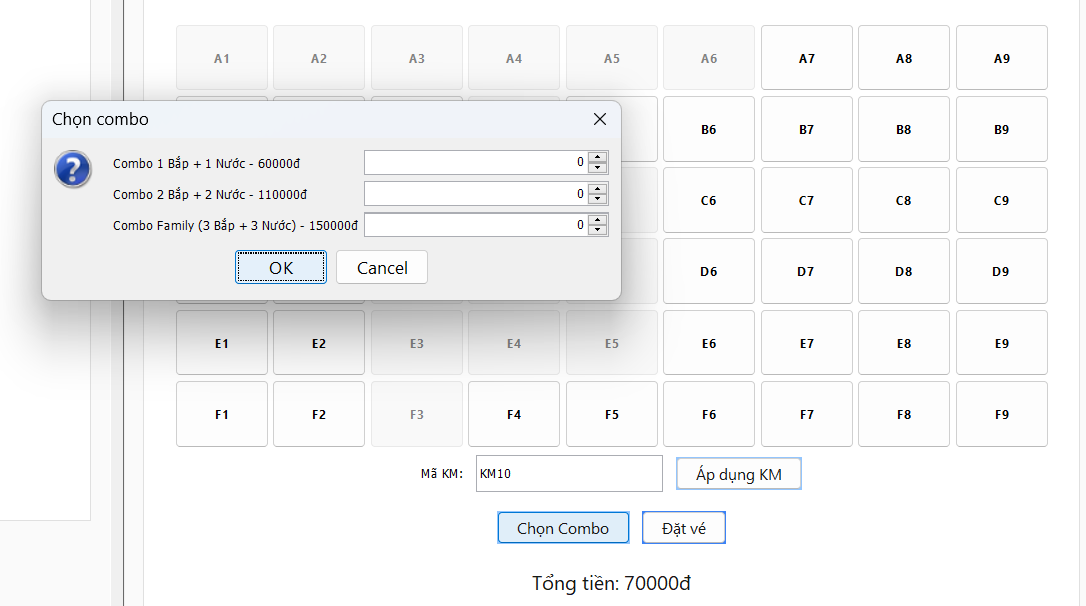 A1 A2 A3 A4 A5 A6 A7 A8 A9
Chọn combo
B6 B7 B8 B9
Combo 1 Bắp + 1 Nước - 60000đ 0
Combo 2 Bắp + 2 Nước - 110000đ 0
C6 C7 C8 C9
Combo Family (3 Bắp + 3 Nước) - 150000đ 0
OK Cancel
D6 D7 D8 D9
E1 E2 E3 E4 E5 E6 E7 E8 E9
F1 F2 F3 F4 F5 F6 F7 F8 F9
Mã KM: KM10 Áp dụng KM
Chọn Combo Đặt vé
Tổng tiền: 70000đ